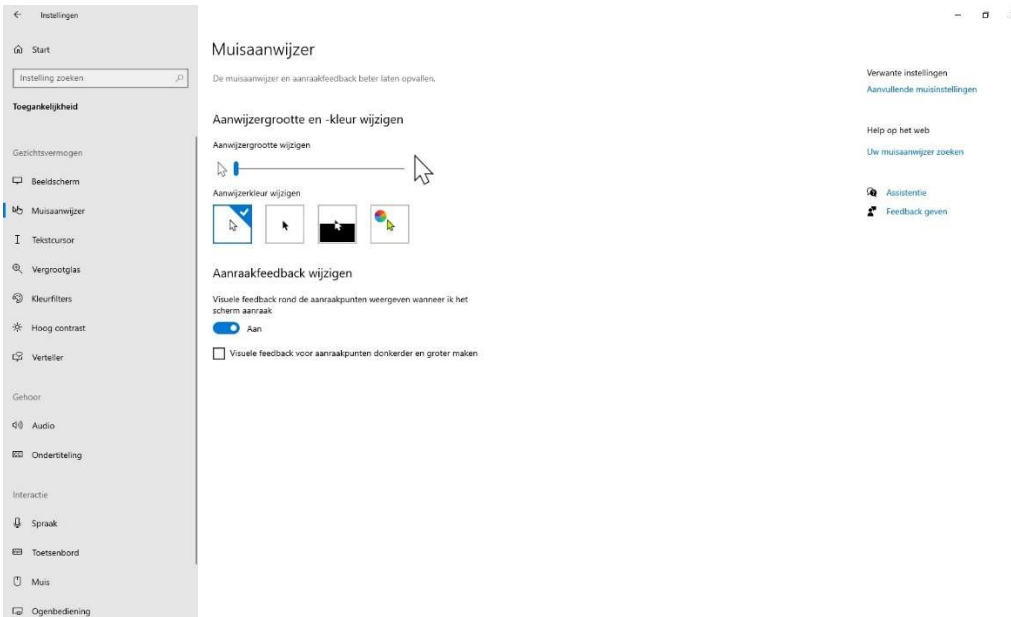 Instellingen
Start
Instelling zoeken
Toegankelijkheid
Gezichtsvermogen
Beeldscherm
Muisaanwijzer
Tekstcursor
Vergrootglas
Kleurfilters
Hoog contrast
Verteller
Gehoor
Audio
Ondertiteling
Interactie
Spraak
Toetsenbord
Muis
Ogenbediening
Muisaanwijzer
De muisaanwijzer en aanraakfeedback beter laten opvallen.
Aanwijzergrootte en -kleur wijzigen
Aanwijzergrootte wijzigen
Aanwijzerkleur wijzigen
Aanraakfeedback wijzigen
Visuele feedback rond de aanraakpunten weergeven wanneer ik het
scherm aanraak
Aan
Visuele feedback voor aanraakpunten donkerder en groter maken
Verwante instellingen
Aanvullende muisinstellingen
Help op het web
Uw muisaanwijzer zoeken
Assistentie
Feedback geven